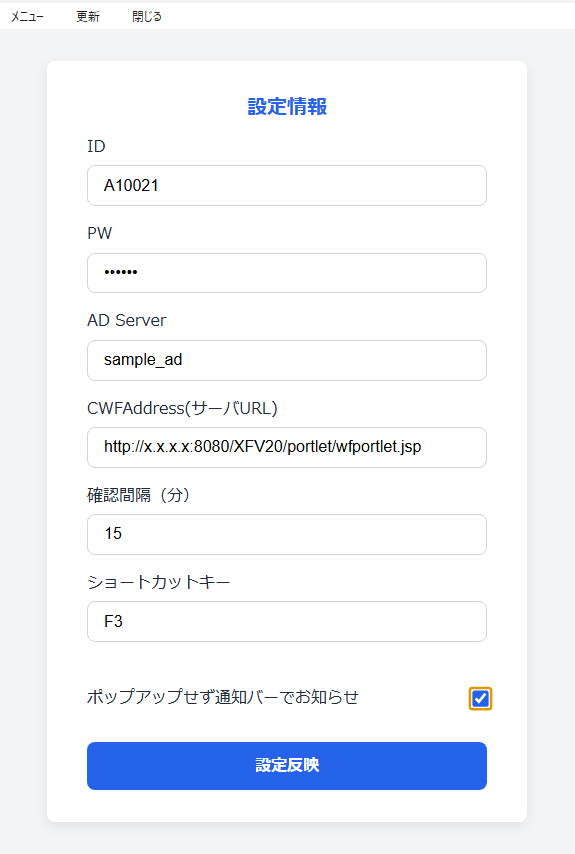 メニュー 更新 閉じる
設定情報
ID
A10021
PW
••••••
AD Server
sample_ad
CWFAddress(サーバURL)
http://x.x.x.x:8080/XFV20/portlet/wfportlet.jsp
確認間隔（分）
15
ショートカットキー
F3
ポップアップせず通知バーでお知らせ
設定反映